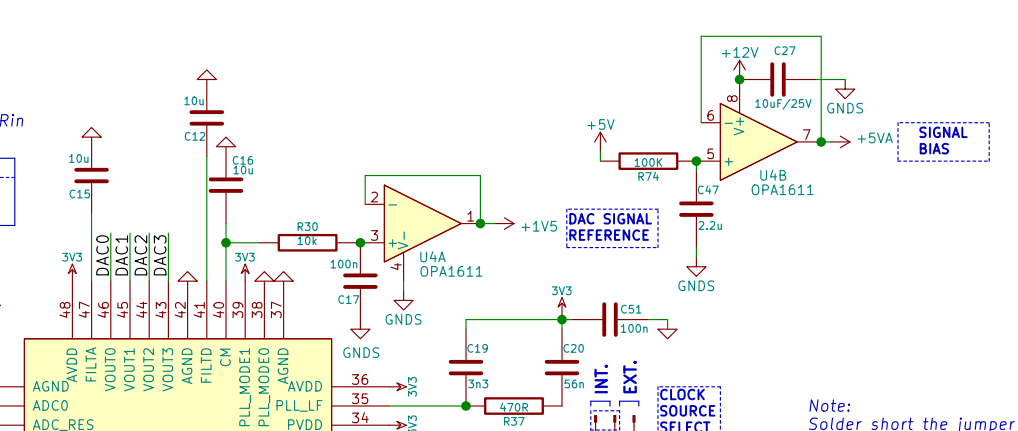 Rin
10u
C15
10u
C12
C16
10u
R30
10k
100n
C17
GNDS
2
3
1
4
−
+
V-
U4A
OPA1611
GNDS
+1V5
DAC SIGNAL
REFERENCE
+12V
C27
10uF/25V
GNDS
8
6
5
7
−
+
V+
U4B
OPA1611
+5VA
SIGNAL
BIAS
+5V
100K
R74
C47
2.2u
GNDS
3V3
DAC0
DAC1
DAC2
DAC3
3V3
48
47
46
45
44
43
42
41
40
39
38
37
AVDD
FILTA
VOUT0
VOUT1
VOUT2
VOUT3
AGND
FILTD
CM
PLL_MODE1
PLL_MODE0
AGND
AGND
ADC0
ADC_RES
AVDD
36
3V3
PLL_LF
35
PVDD
34
3V3
3V3
C51
100n
C19
3n3
C20
56n
470R
R37
INT.
EXT.
CLOCK
SOURCE
SELECT
Note:
Solder short the jumper